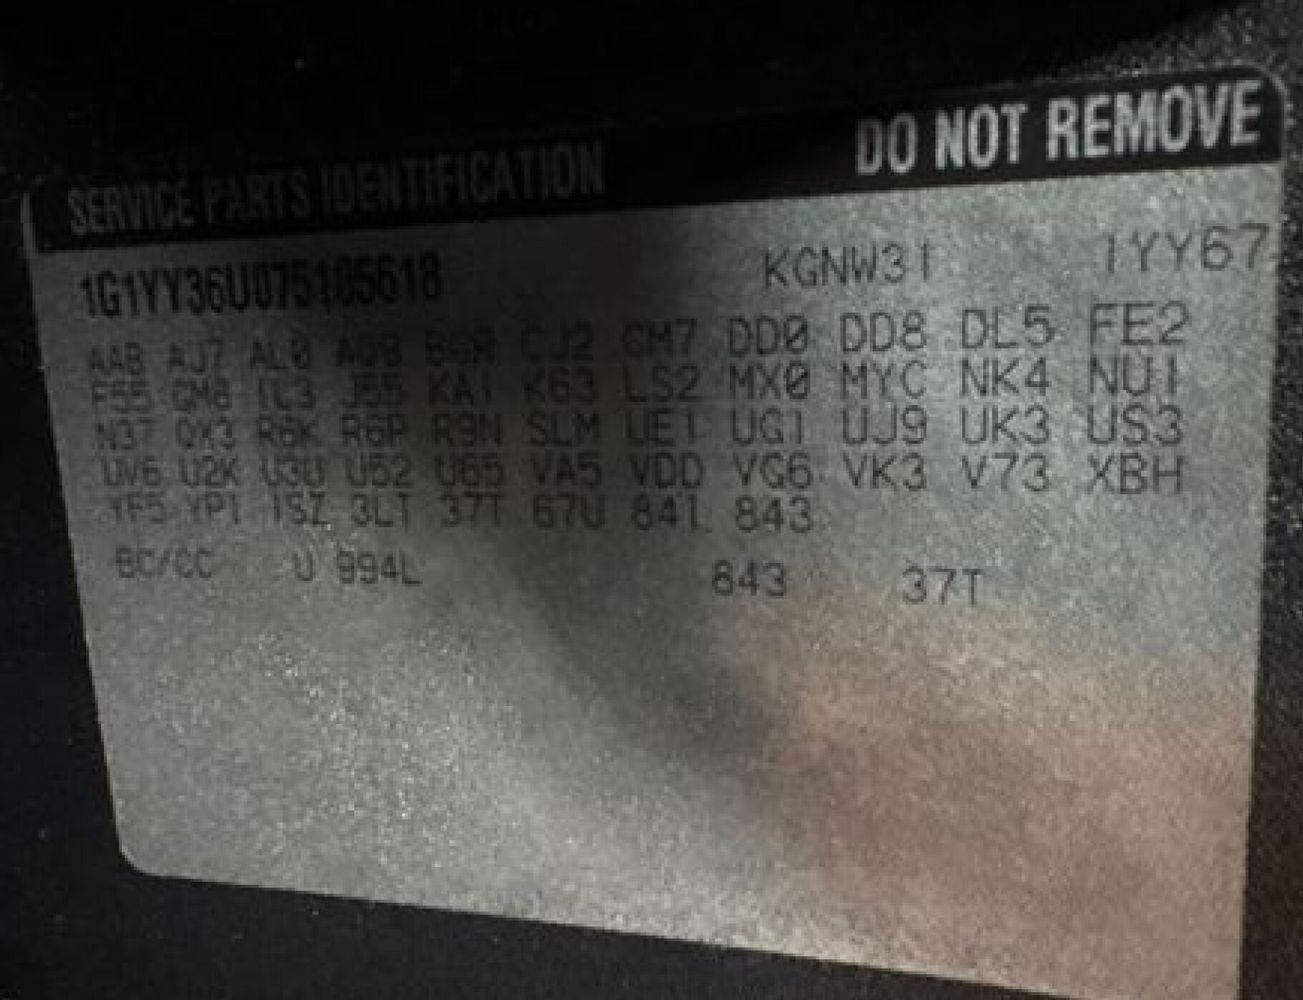 SERVICE PARTS IDENTIFICATION DO NOT REMOVE
1G1YY36U075105618 KGNW31 1YY67
AAB AJ7 AL0 AQ9 CJ2 CM7 DD0 DD8 DL5 FE2
F55 GM8 IL3 J55 KA1 K63 LS2 MX0 MYC NK4 NU1
N37 QX3 R6K R6P R9N SLM UE1 UG1 UJ9 UK3 US3
UV6 U2K U3U U52 U65 VA5 VDD VG6 VK3 V73 XBH
YF5 YP1 1SZ 3LT 37T 67U 841 843
BC/CC U 994L 843 37T